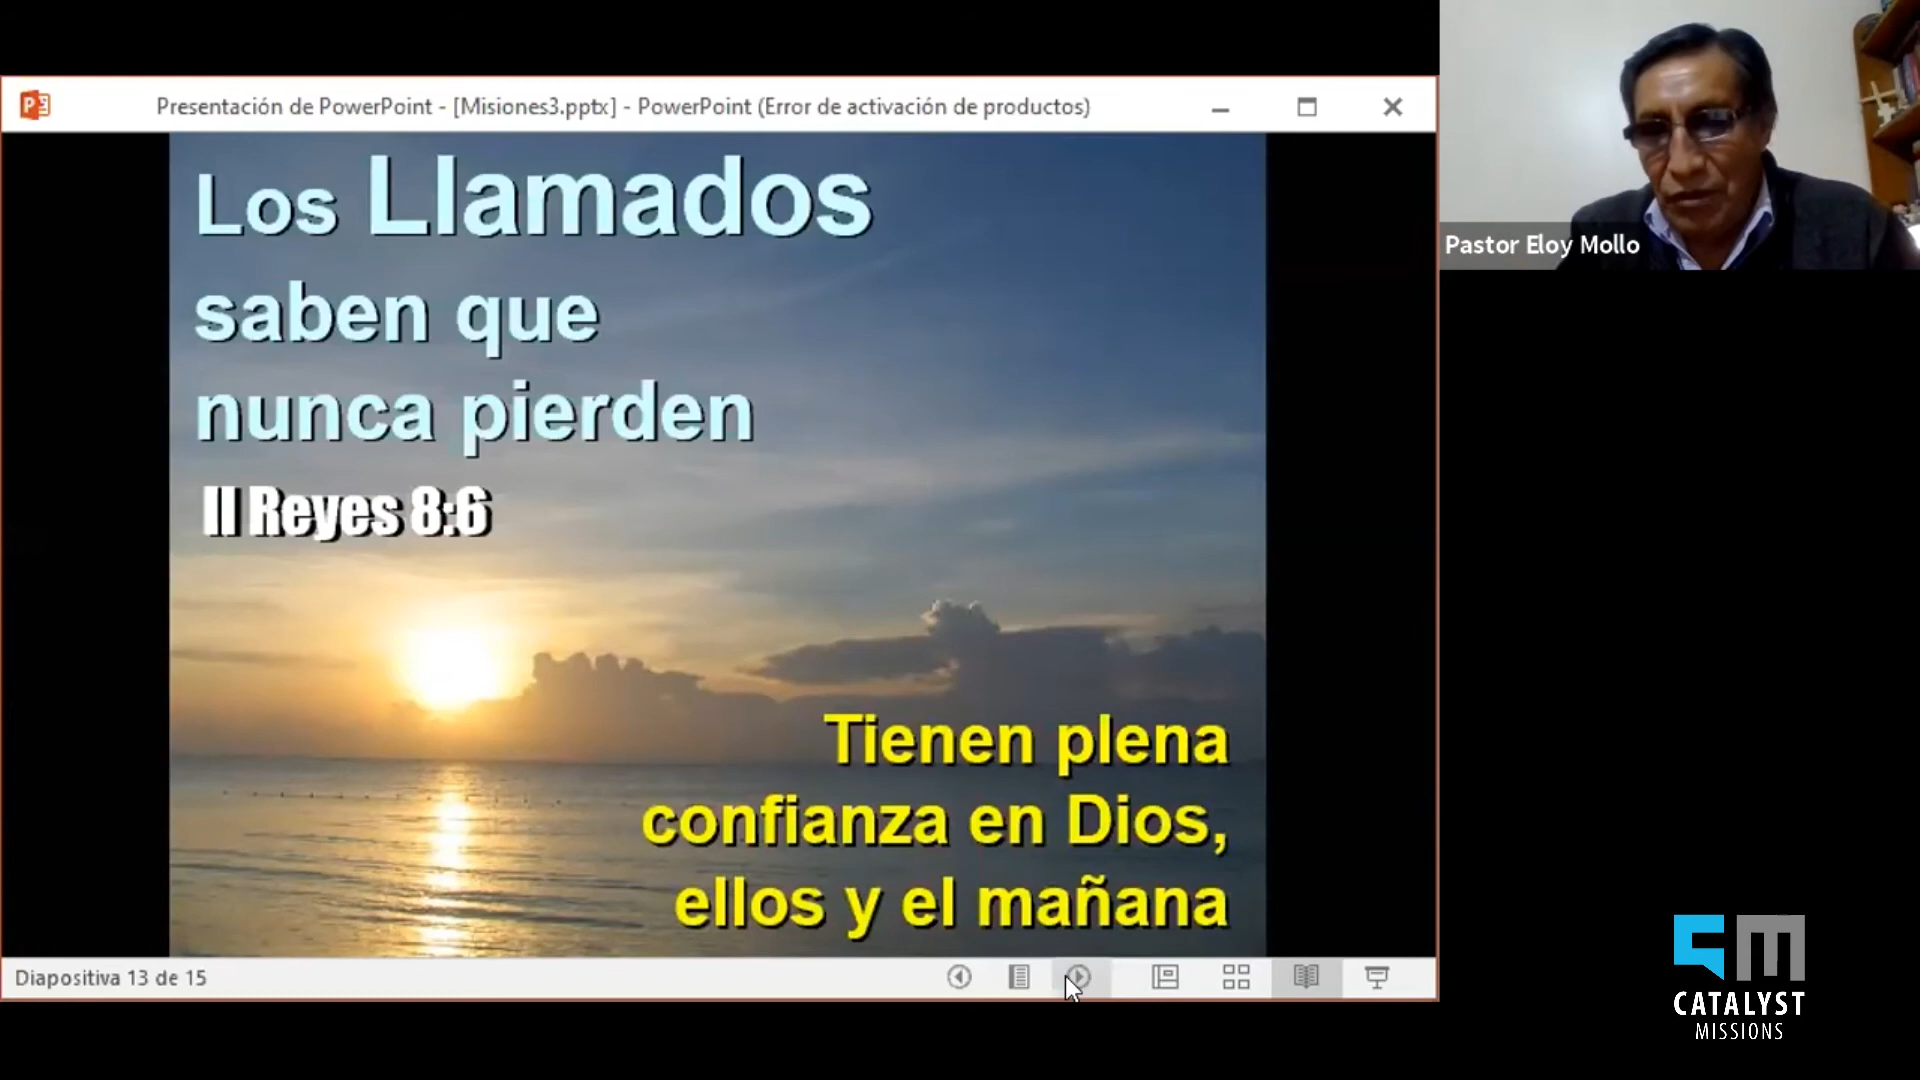 Presentación de PowerPoint - [Misiones3.pptx] - PowerPoint (Error de activación de productos)
Los Llamados
saben que
nunca pierden
II Reyes 8:6
Tienen plena
confianza en Dios,
ellos y el mañana
Diapositiva 13 de 15
Pastor Eloy Mollo
CATALYST
MISSIONS